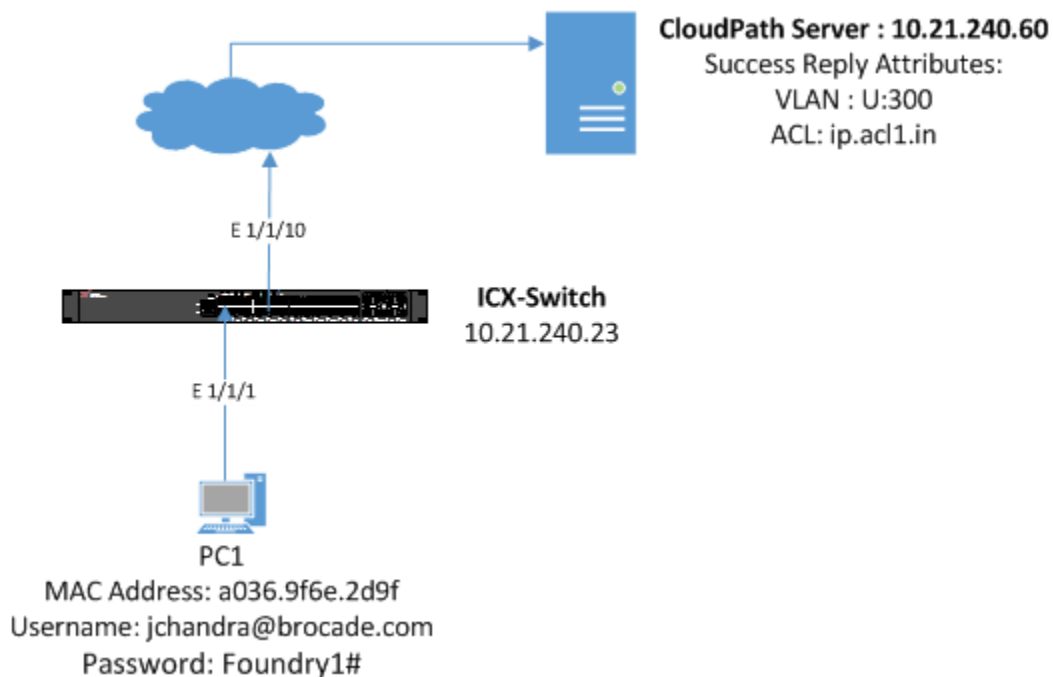 CloudPath Server : 10.21.240.60
Success Reply Attributes:
VLAN : U:300
ACL: ip.acl1.in
E 1/1/10
ICX-Switch
10.21.240.23
E 1/1/1
PC1
MAC Address: a036.9f6e.2d9f
Username: jchandra@brocade.com
Password: Foundry1#